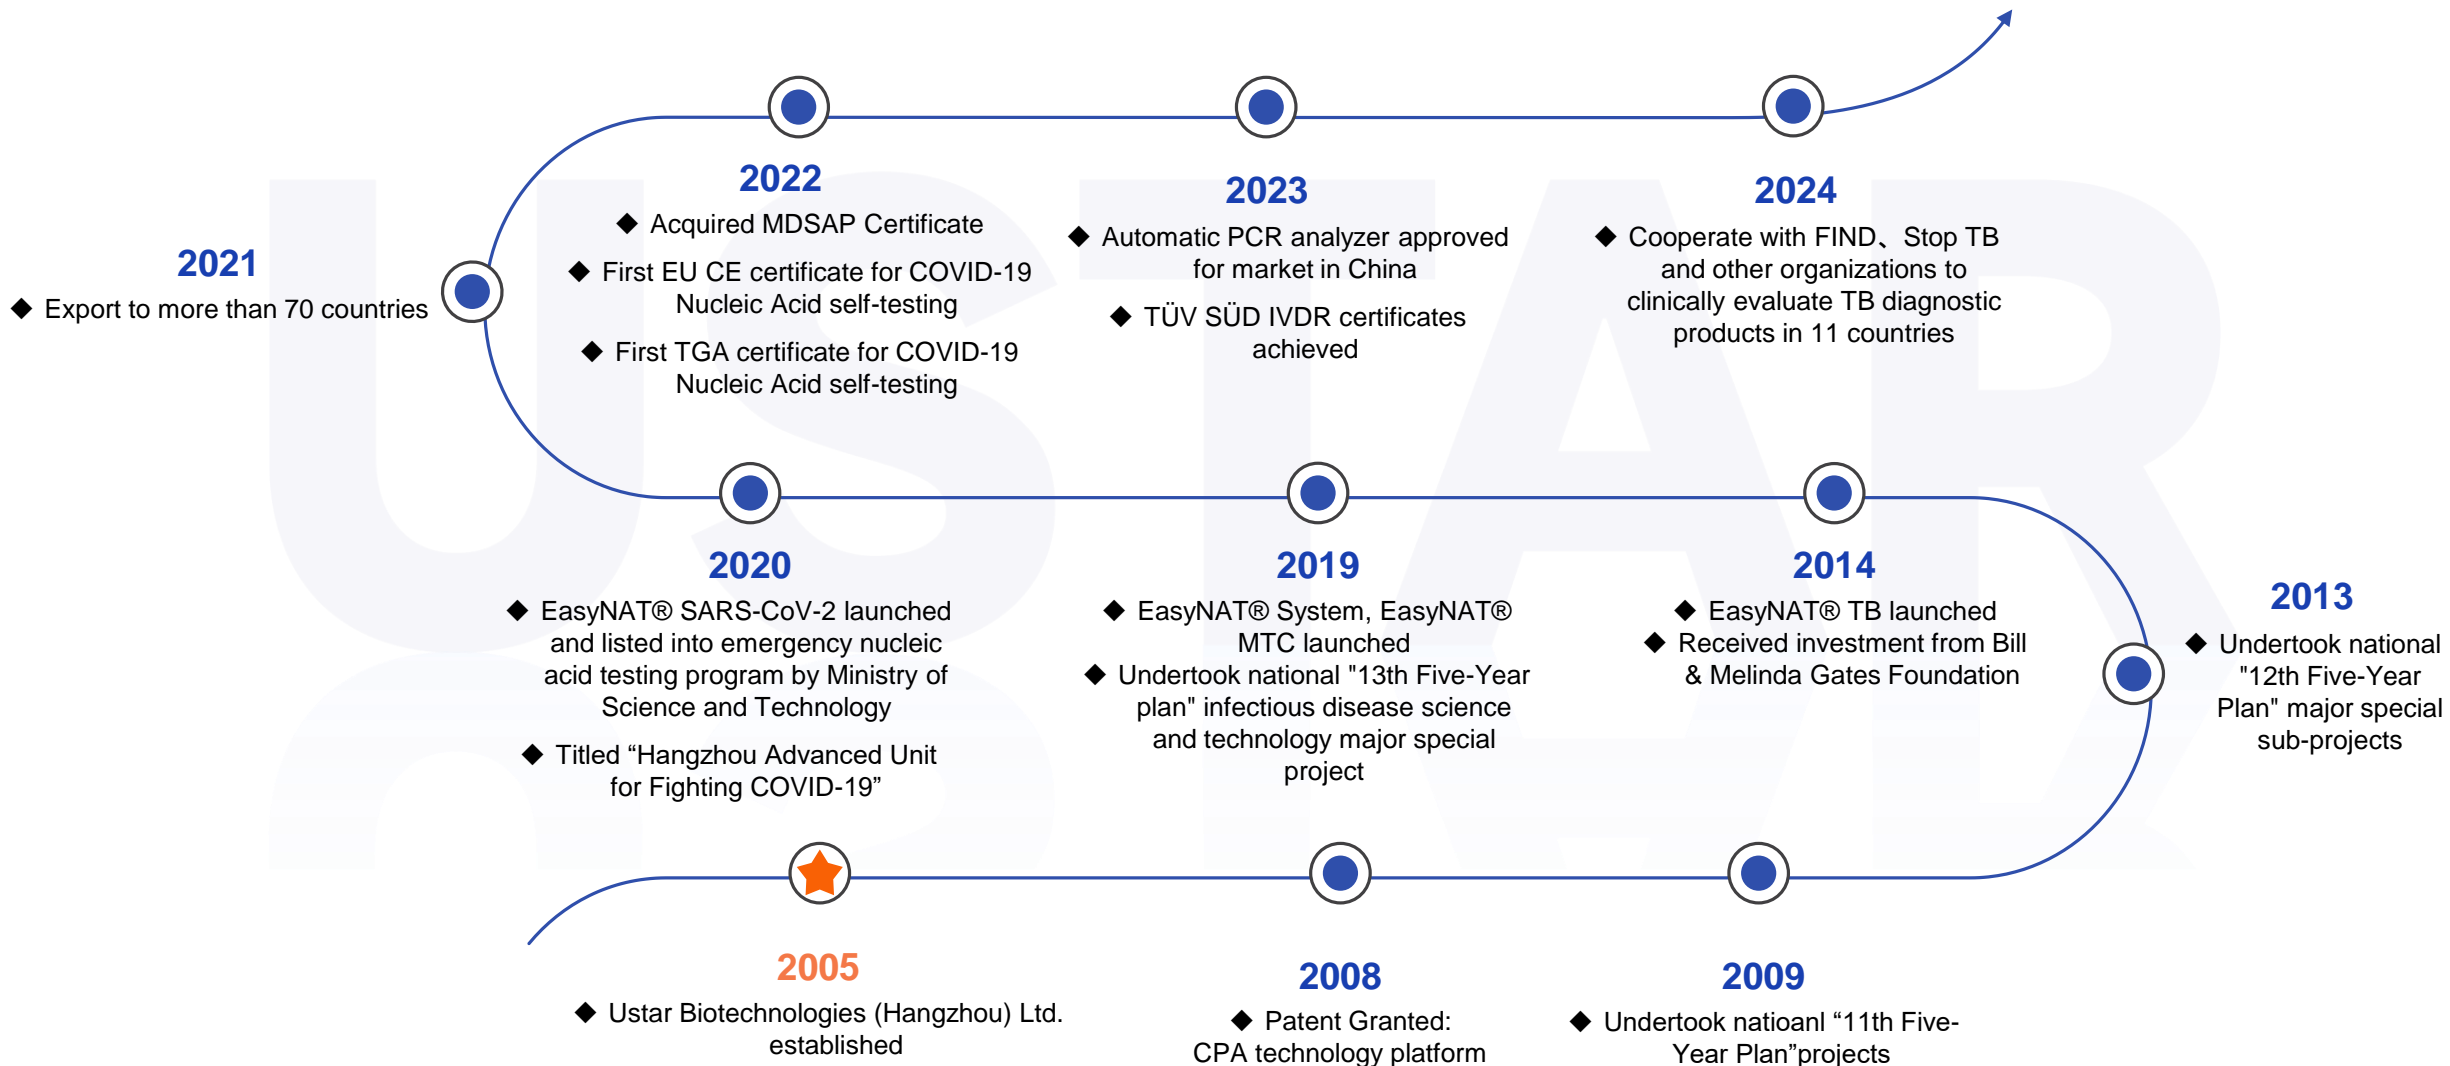 2022
◆ Acquired MDSAP Certificate
◆ First EU CE certificate for COVID-19
Nucleic Acid self-testing
◆ First TGA certificate for COVID-19
Nucleic Acid self-testing
2023
◆ Automatic PCR analyzer approved
for market in China
◆ TÜV SÜD IVDR certificates
achieved
2024
◆ Cooperate with FIND、Stop TB
and other organizations to
clinically evaluate TB diagnostic
products in 11 countries
2021
◆ Export to more than 70 countries
USTAR
2020
◆ EasyNAT® SARS-CoV-2 launched
and listed into emergency nucleic
acid testing program by Ministry of
Science and Technology
◆ Titled “Hangzhou Advanced Unit
for Fighting COVID-19”
2019
◆ EasyNAT® System, EasyNAT®
MTC launched
◆ Undertook national "13th Five-Year
plan" infectious disease science
and technology major special
project
2014
◆ EasyNAT® TB launched
◆ Received investment from Bill
& Melinda Gates Foundation
2013
◆ Undertook national
"12th Five-Year
Plan" major special
sub-projects
2005
◆ Ustar Biotechnologies (Hangzhou) Ltd.
established
2008
◆ Patent Granted:
CPA technology platform
2009
◆ Undertook natioanl “11th Five-
Year Plan”projects